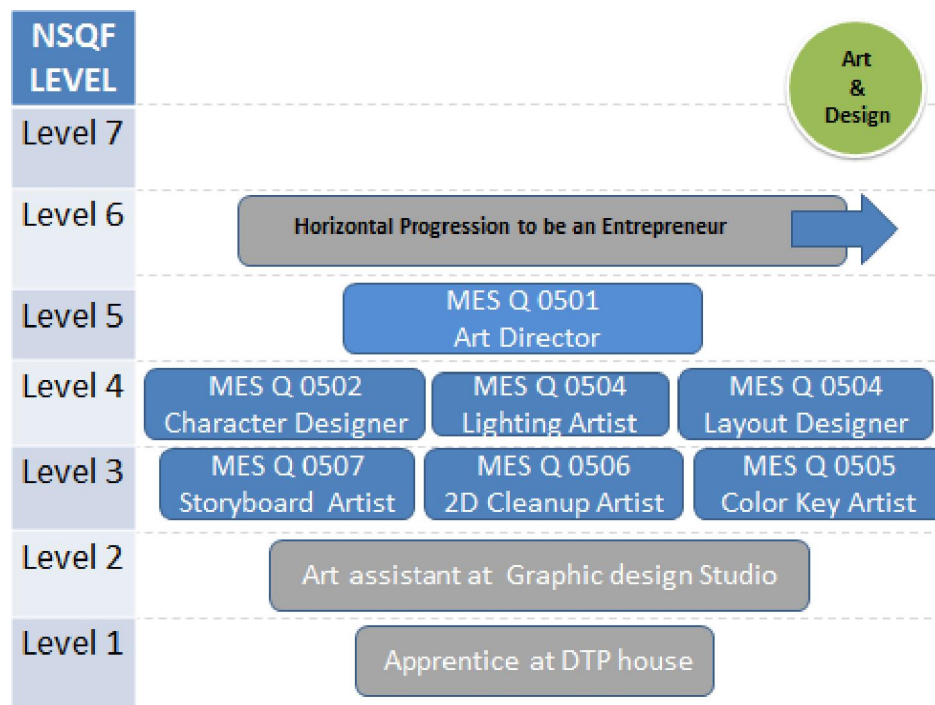 NSQF
LEVEL
Art
&
Design
Level 7
Level 6
Horizontal Progression to be an Entrepreneur
Level 5
MES Q 0501
Art Director
Level 4
MES Q 0502
Character Designer
MES Q 0504
Lighting Artist
MES Q 0504
Layout Designer
Level 3
MES Q 0507
Storyboard Artist
MES Q 0506
2D Cleanup Artist
MES Q 0505
Color Key Artist
Level 2
Art assistant at Graphic design Studio
Level 1
Apprentice at DTP house